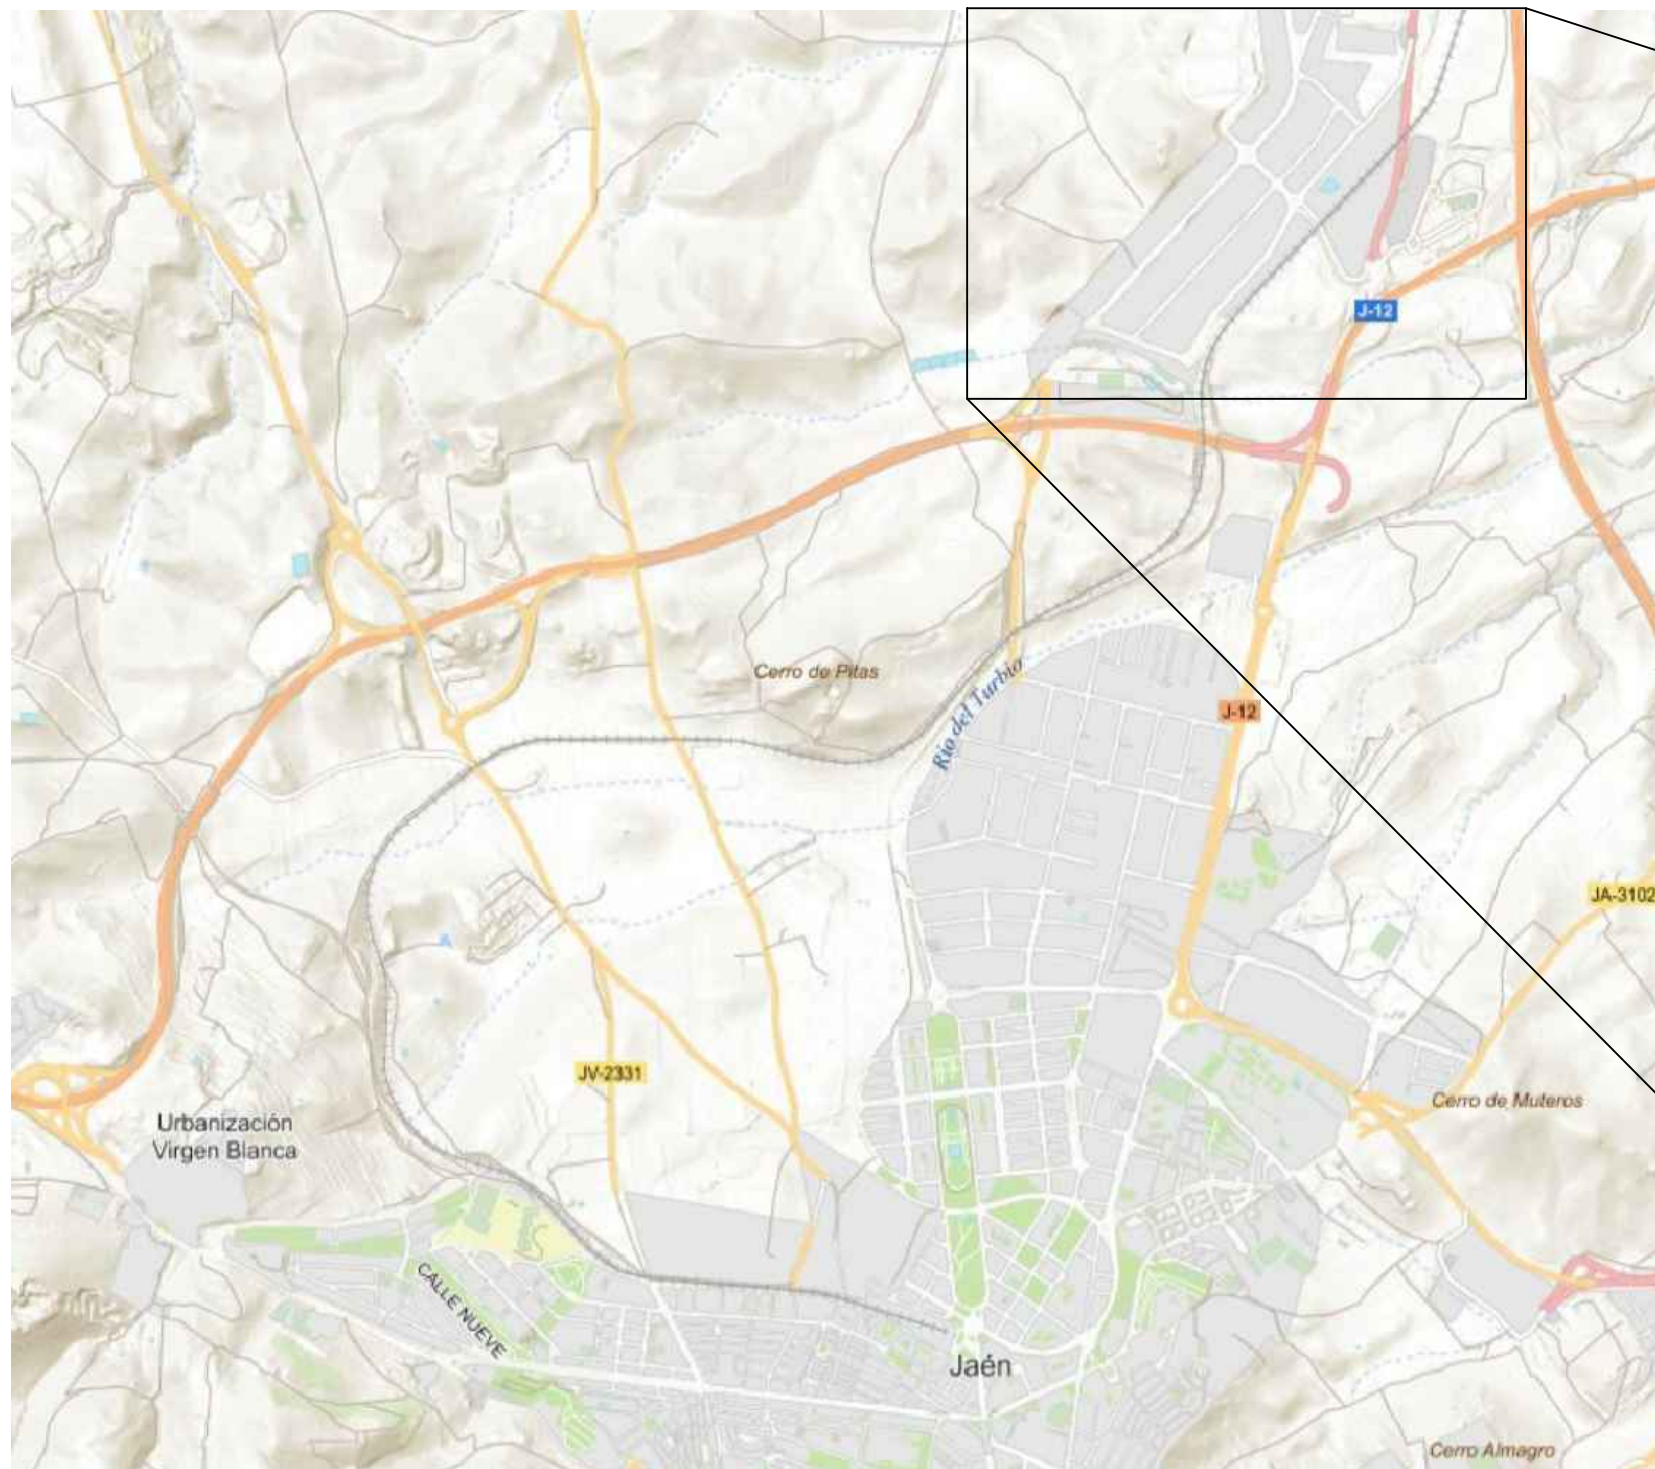 J-12
Cerro de Pitas
Río del Turbio
J-12
JA-3102
JV-2331
Cerro de Muteros
Urbanización
Virgen Blanca
CALLE NUEVE
Jaén
Cerro Almagro